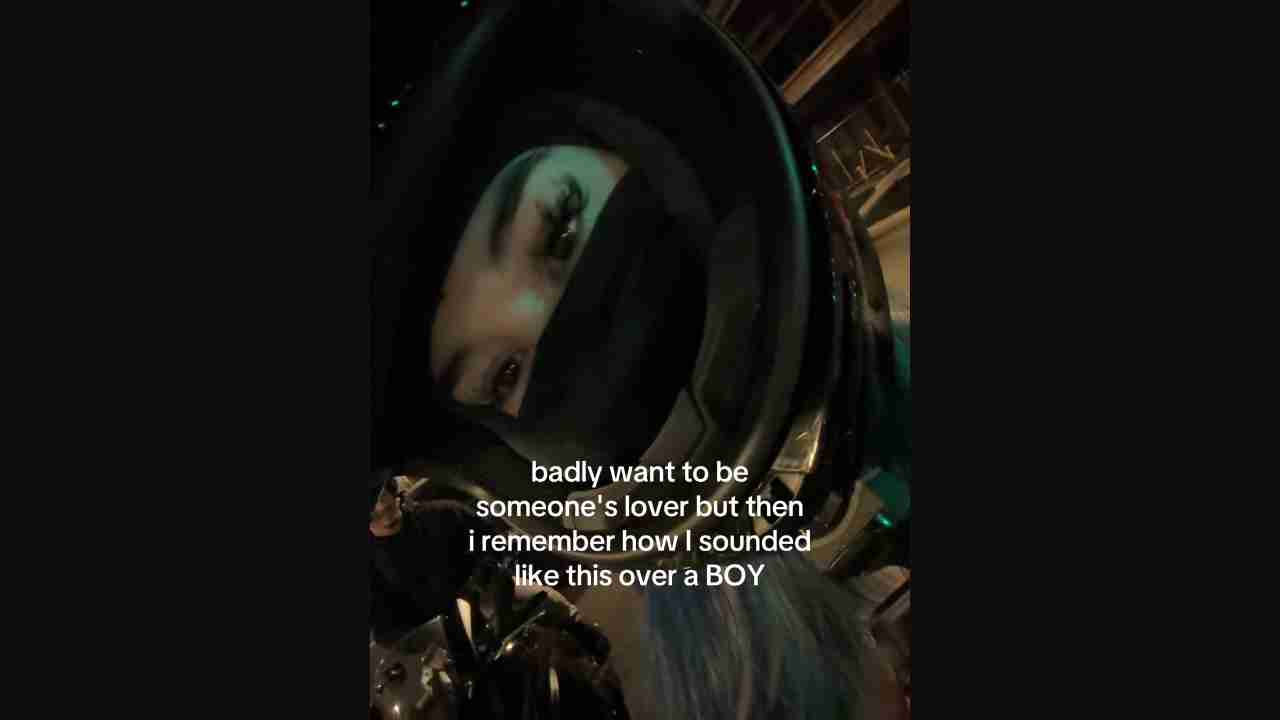 badly want to be
someone's lover but then
i remember how I sounded
like this over a BOY